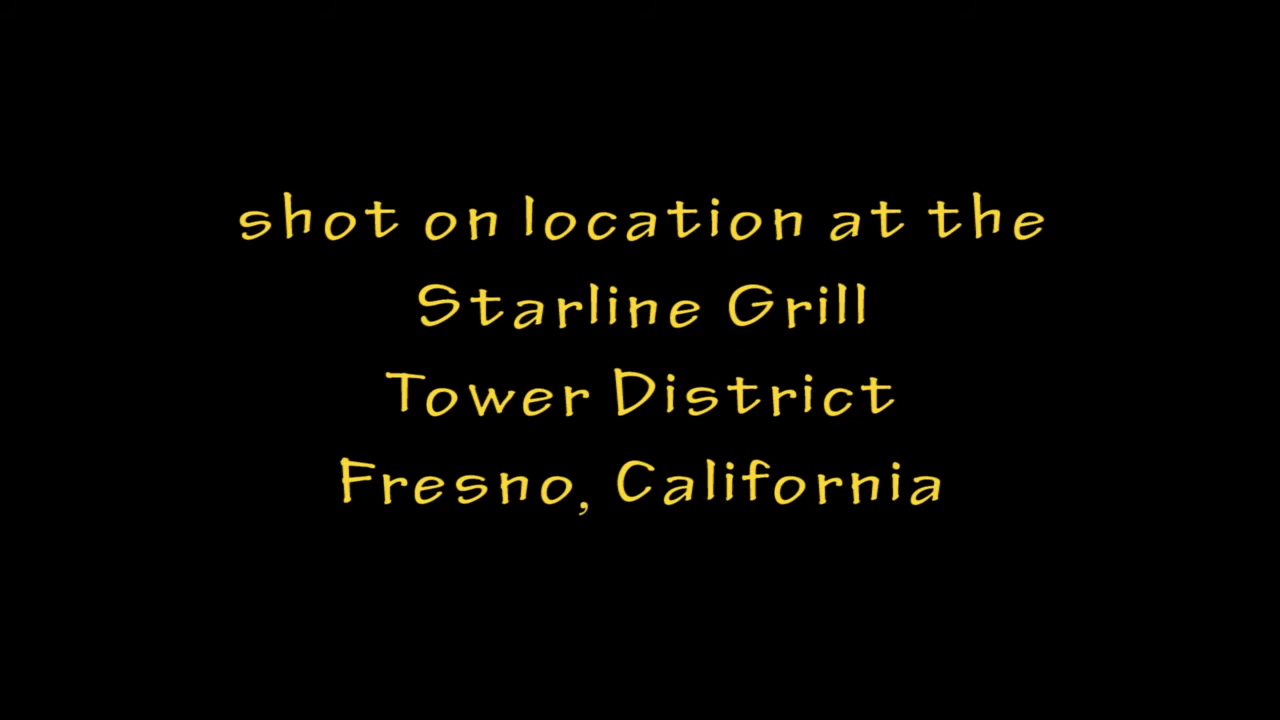 shot on location at the
Starline Grill
Tower District
Fresno, California